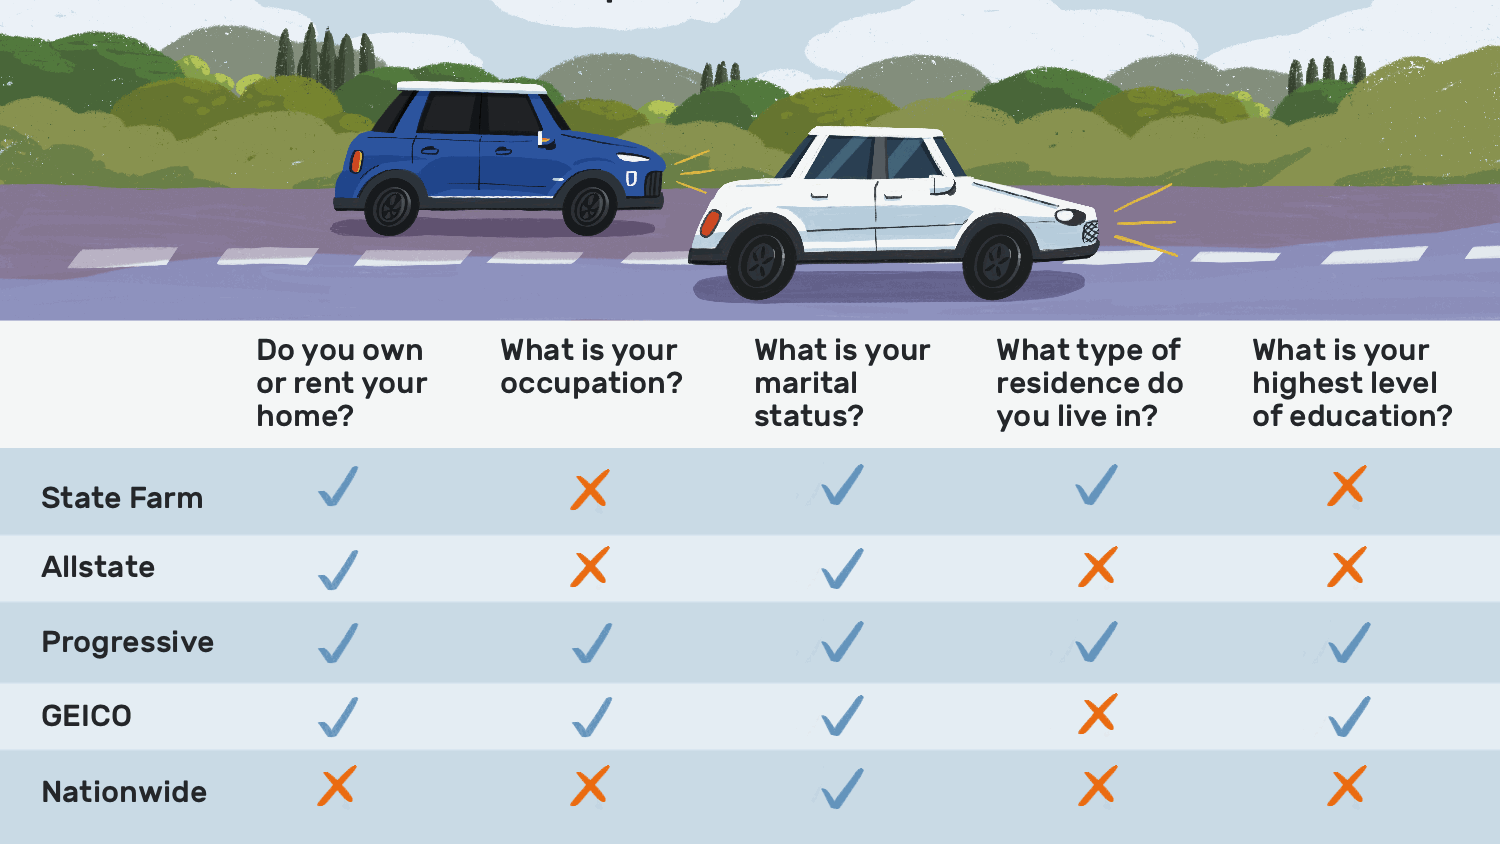 Do you own
or rent your
home?
What is your
occupation?
What is your
marital
status?
What type of
residence do
you live in?
What is your
highest level
of education?
State Farm
Allstate
Progressive
GEICO
Nationwide